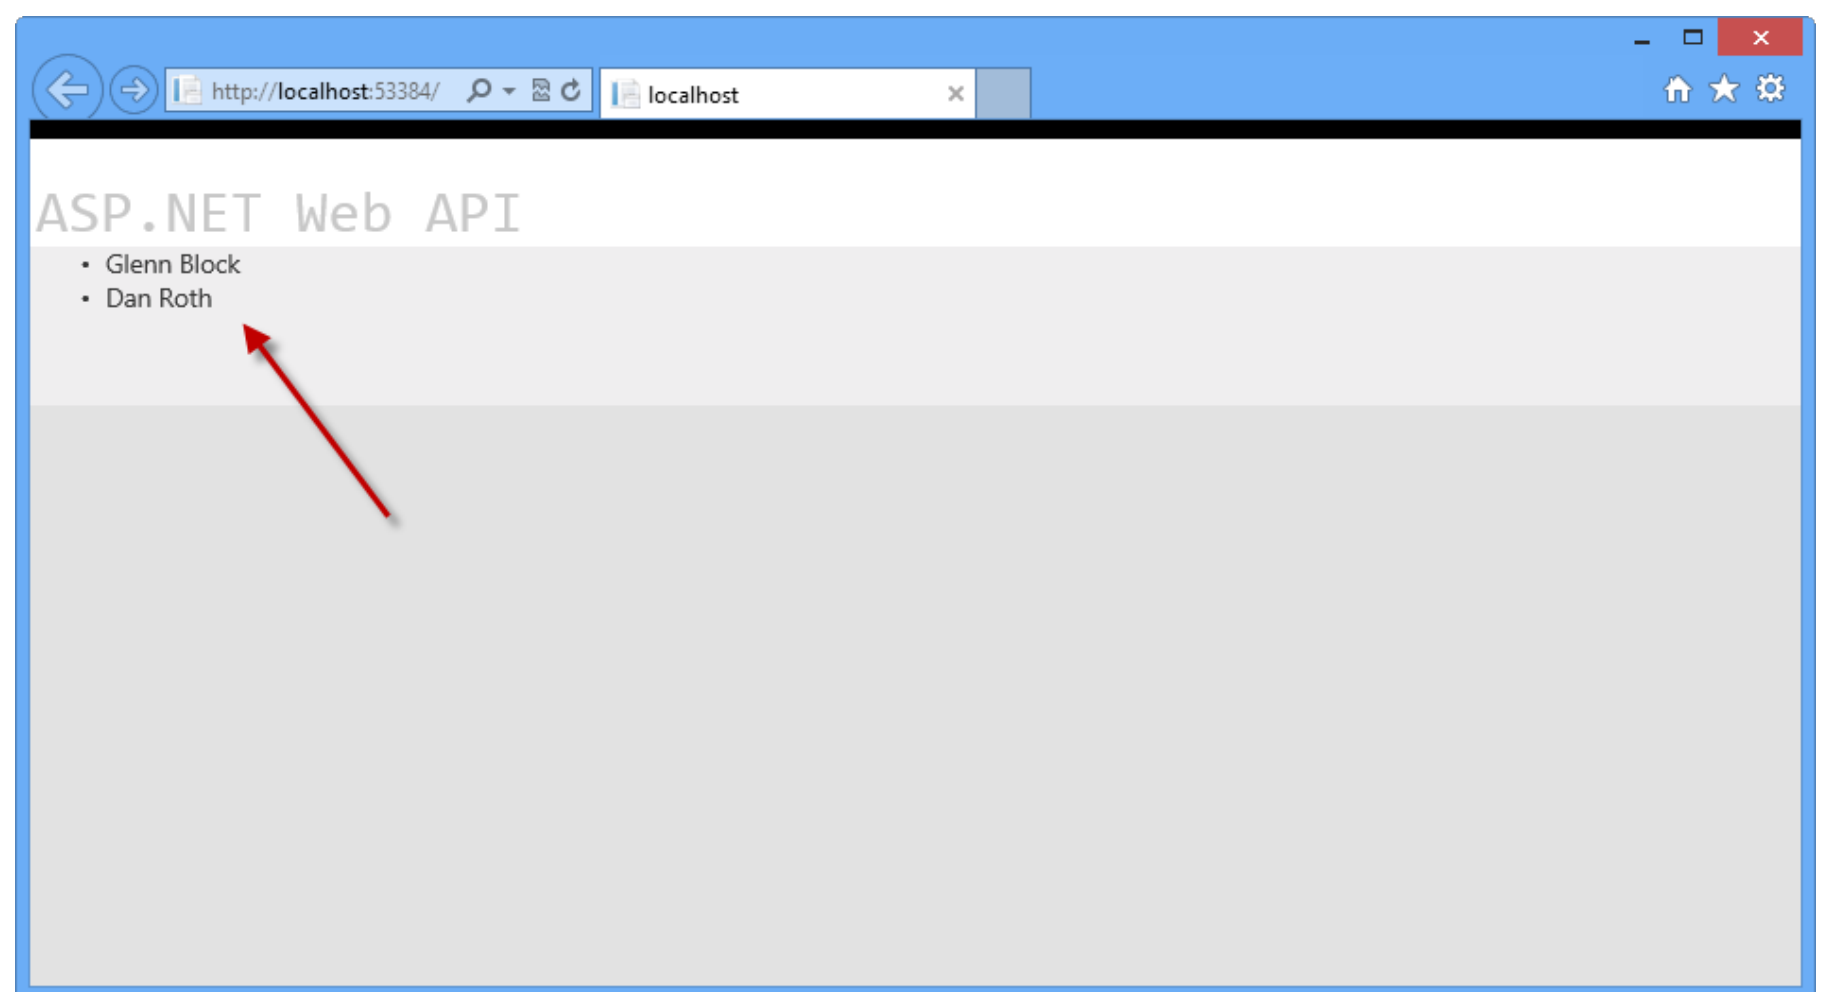 http://localhost:53384/
localhost
ASP.NET Web API
• Glenn Block
• Dan Roth